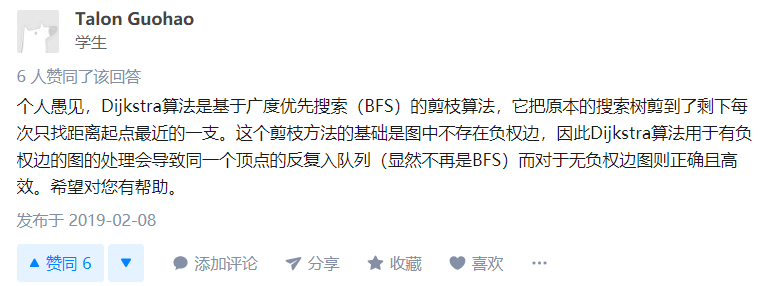 Talon Guohao
学生
6 人赞同了该回答
个人愚见，Dijkstra算法是基于广度优先搜索（BFS）的剪枝算法，它把原本的搜索树剪到了剩下每
次只找距离起点最近的一支。这个剪枝方法的基础是图中不存在负权边，因此Dijkstra算法用于有负
权边的图的处理会导致同一个顶点的反复入队列（显然不再是BFS）而对于无负权边图则正确且高
效。希望对您有帮助。
发布于 2019-02-08
赞同 6 添加评论 分享 收藏 喜欢